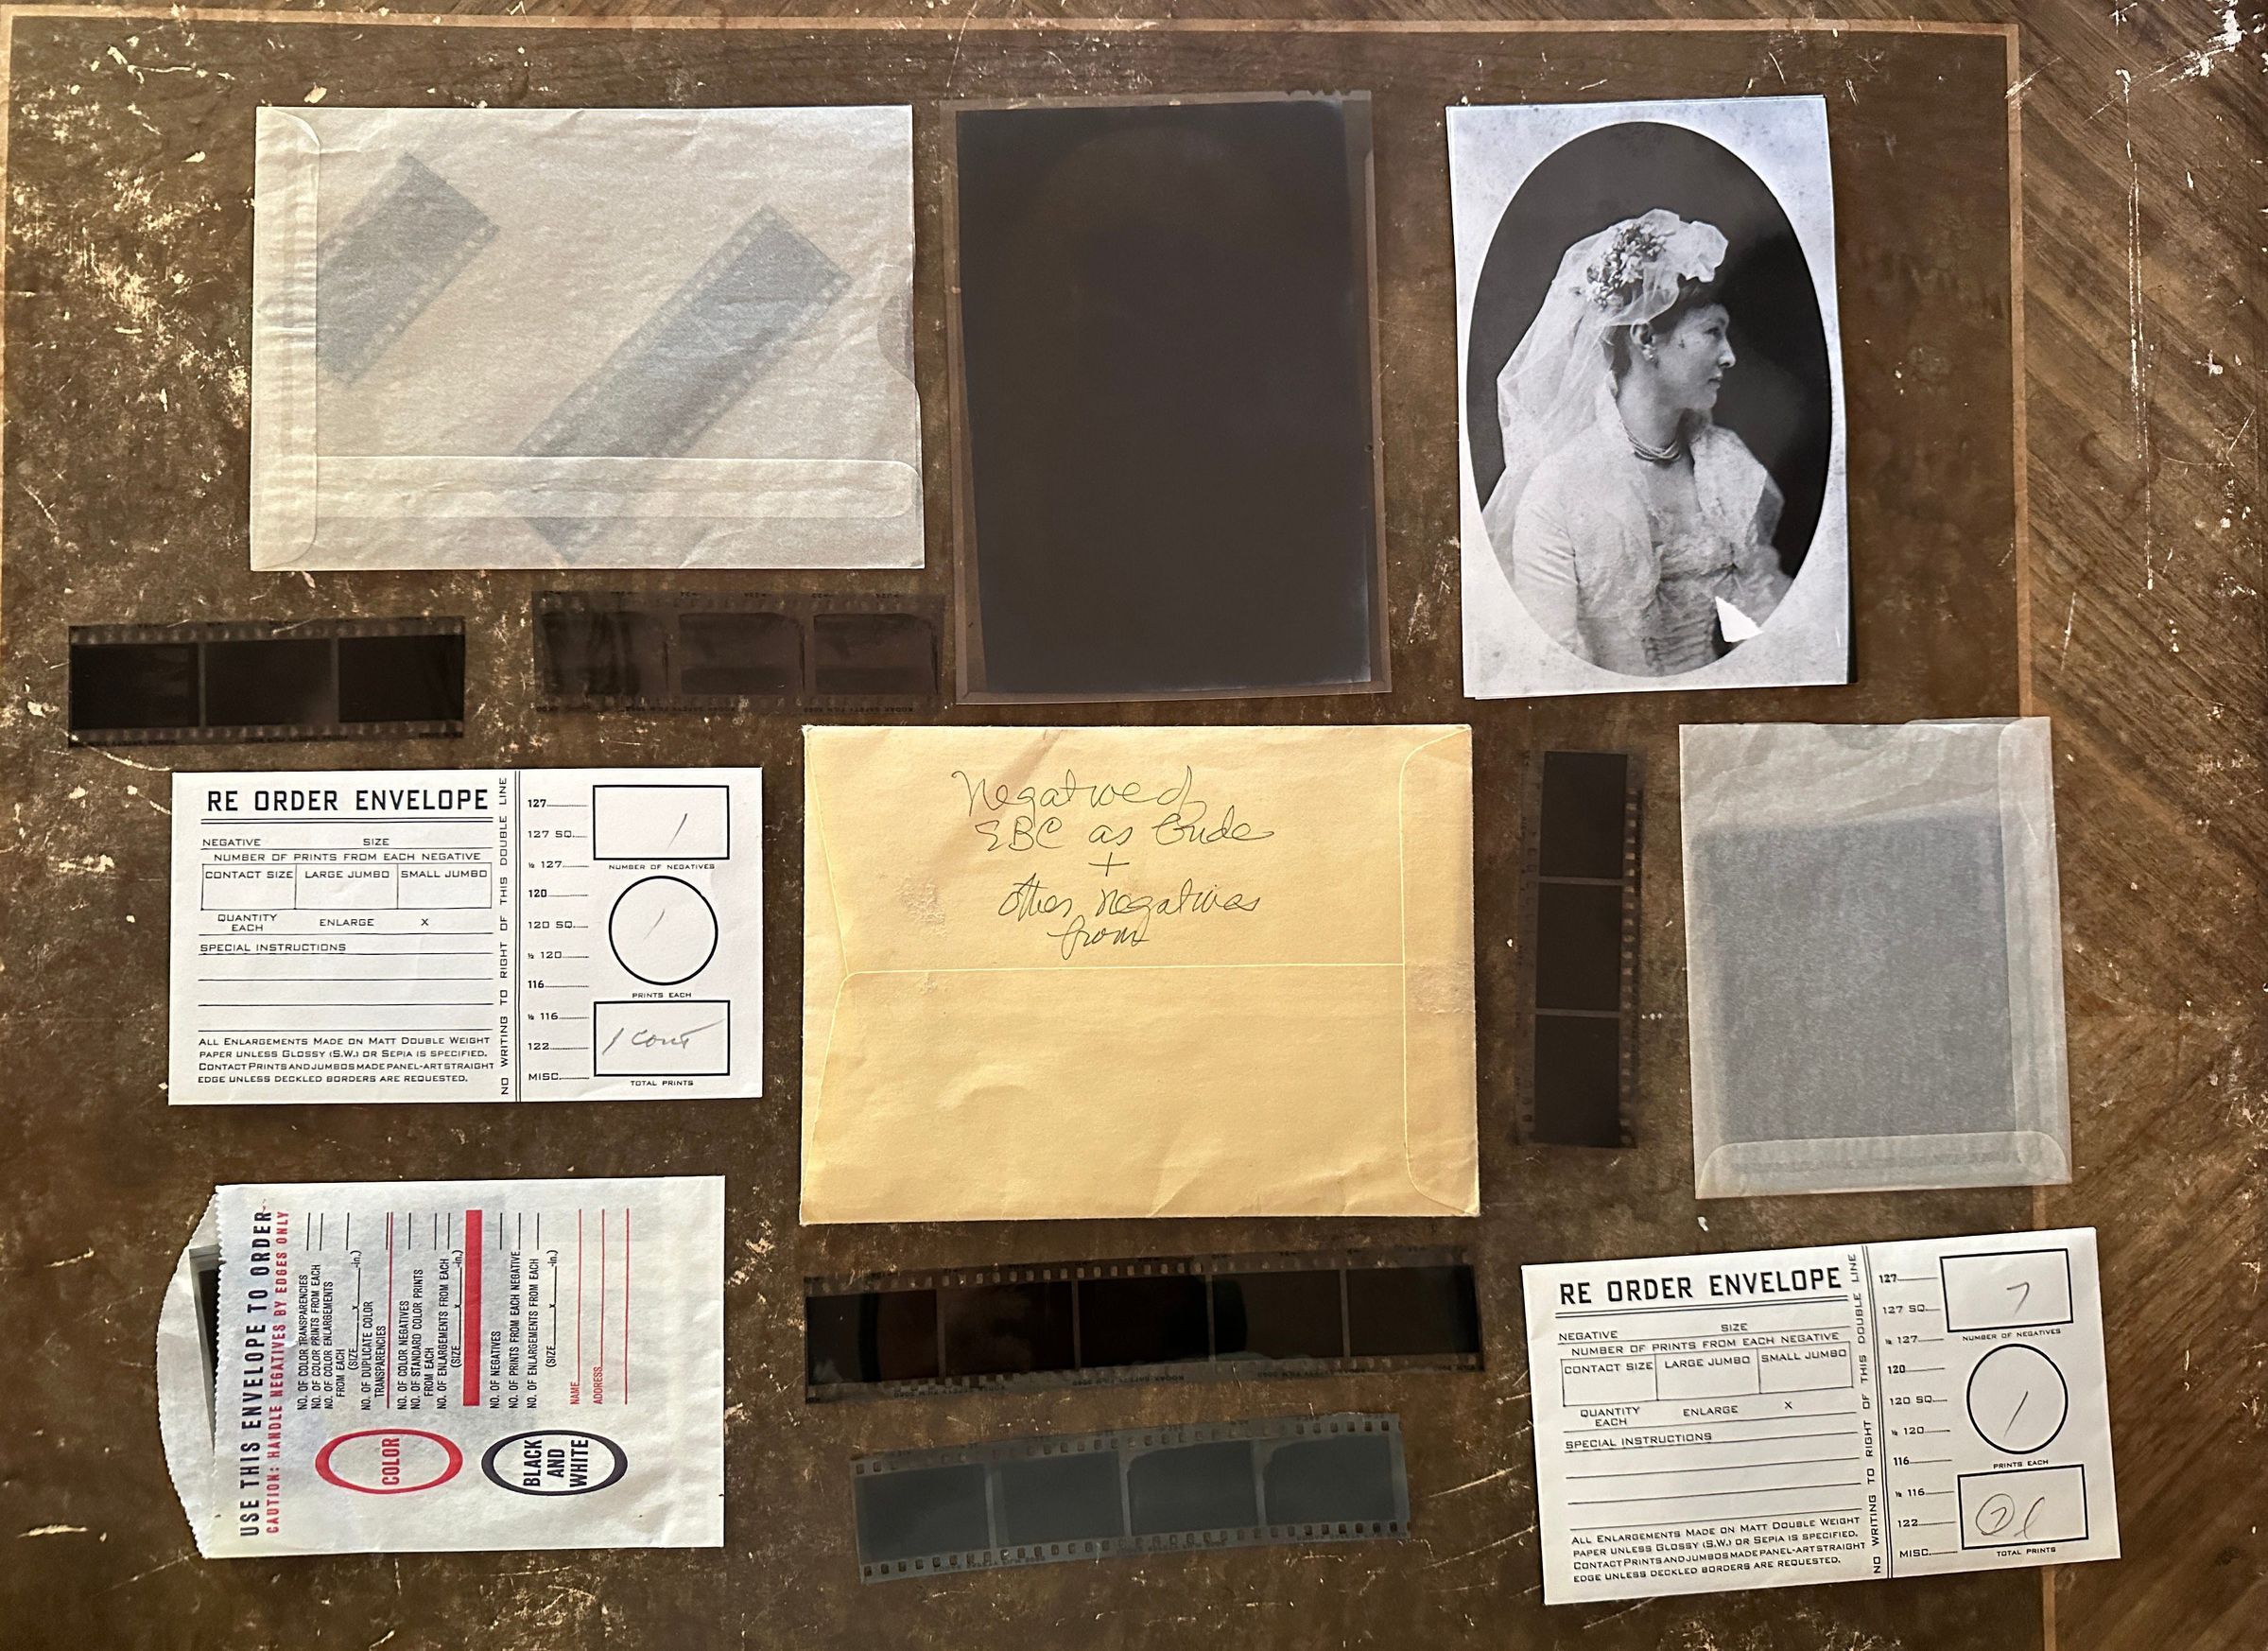 Negative of
EBC as Bride
+
other negatives
from
RE ORDER ENVELOPE
NEGATIVE SIZE
NUMBER OF PRINTS FROM EACH NEGATIVE
CONTACT SIZE LARGE JUMBO SMALL JUMBO
QUANTITY EACH ENLARGE X
SPECIAL INSTRUCTIONS
ALL ENLARGEMENTS MADE ON MATT DOUBLE WEIGHT
PAPER UNLESS GLOSSY (S.W.) OR SEPIA IS SPECIFIED.
CONTACT PRINTS AND JUMBOS MADE PANEL-ART STRAIGHT
EDGE UNLESS DECKLED BORDERS ARE REQUESTED.
NO WRITING TO RIGHT OF THIS DOUBLE LINE
127
127 SQ.
½ 127
120
120 SQ.
½ 120
116
½ 116
122
MISC.
1
NUMBER OF NEGATIVES
1
PRINTS EACH
1 cont
TOTAL PRINTS
USE THIS ENVELOPE TO ORDER
CAUTION: HANDLE NEGATIVES BY EDGES ONLY
COLOR
NO. OF COLOR TRANSPARENCIES
NO. OF COLOR PRINTS FROM EACH
NO. OF COLOR ENLARGEMENTS
FROM EACH
(SIZE x -in.)
NO. OF DUPLICATE COLOR
TRANSPARENCIES
NO. OF COLOR NEGATIVES
NO. OF STANDARD COLOR PRINTS
FROM EACH
NO. OF ENLARGEMENTS FROM EACH
(SIZE x -in.)
BLACK
AND
WHITE
NO. OF NEGATIVES
NO. OF PRINTS FROM EACH NEGATIVE
NO. OF ENLARGEMENTS FROM EACH
(SIZE x -in.)
NAME
ADDRESS
RE ORDER ENVELOPE
NEGATIVE SIZE
NUMBER OF PRINTS FROM EACH NEGATIVE
CONTACT SIZE LARGE JUMBO SMALL JUMBO
QUANTITY EACH ENLARGE X
SPECIAL INSTRUCTIONS
ALL ENLARGEMENTS MADE ON MATT DOUBLE WEIGHT
PAPER UNLESS GLOSSY (S.W.) OR SEPIA IS SPECIFIED.
CONTACT PRINTS AND JUMBOS MADE PANEL-ART STRAIGHT
EDGE UNLESS DECKLED BORDERS ARE REQUESTED.
NO WRITING TO RIGHT OF THIS DOUBLE LINE
127
127 SQ.
½ 127
120
120 SQ.
½ 120
116
½ 116
122
MISC.
7
NUMBER OF NEGATIVES
1
PRINTS EACH
TOTAL PRINTS
KODAK SAFETY FILM